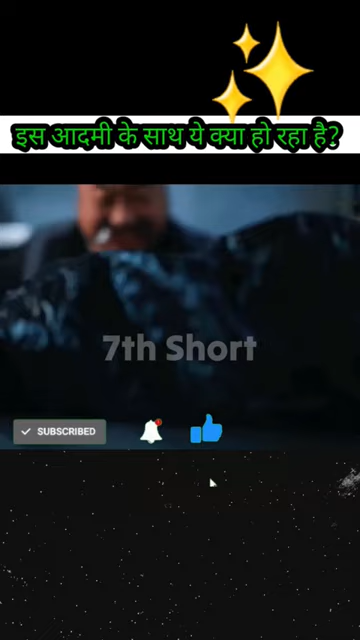 इस आदमी के साथ ये क्या हो रहा है?
7th Short
SUBSCRIBED